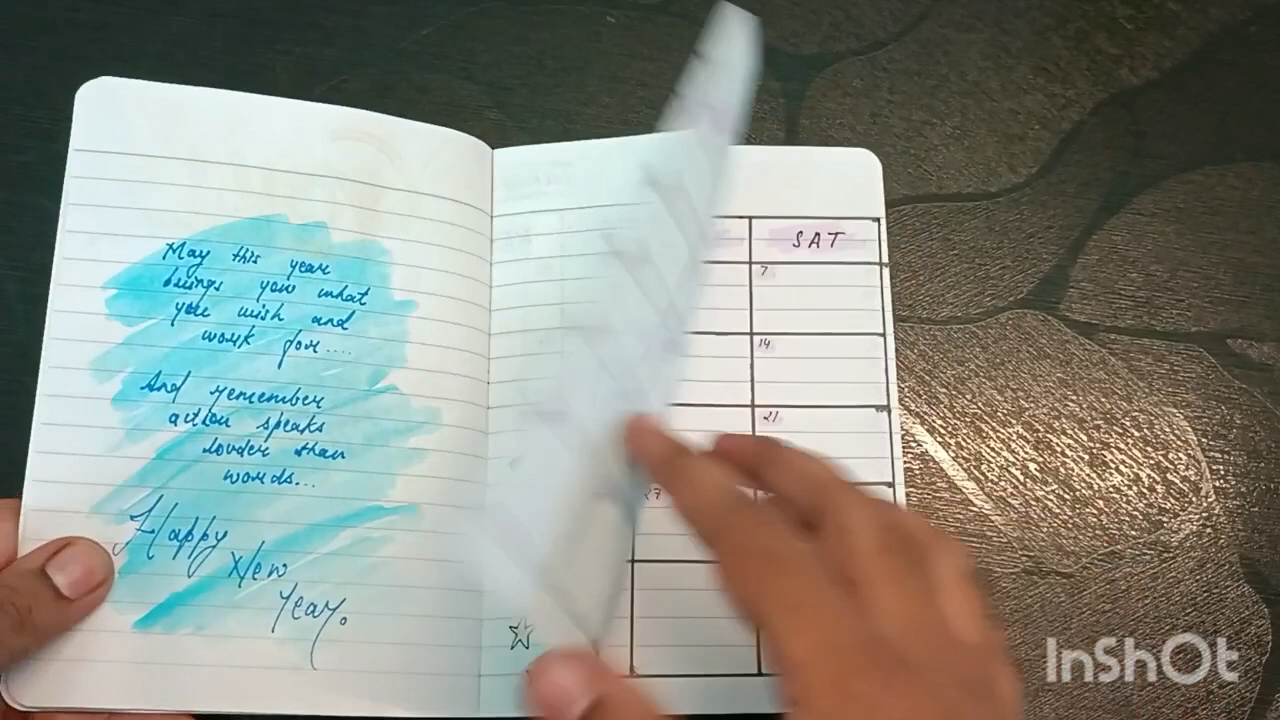 May this year
brings you what
you wish and
work for....
And remember
action speaks
louder than
words...
Happy
New
Year.
SAT
7
14
21
27
InShOt